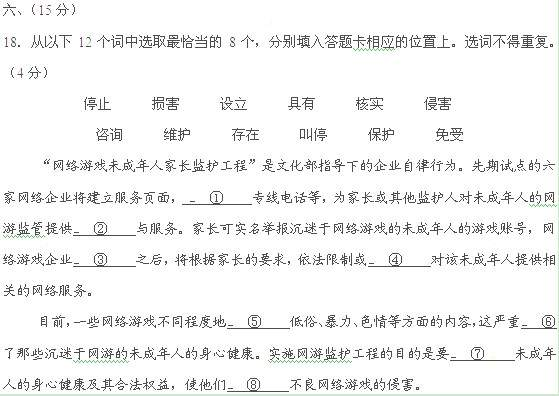 六、（15分）
18. 从以下 12 个词中选取最恰当的 8 个，分别填入答题卡相应的位置上。选词不得重复。
（4分）
停止 损害 设立 具有 核实 侵害
咨询 维护 存在 叫停 保护 免受
“网络游戏未成年人家长监护工程”是文化部指导下的企业自律行为。先期试点的六
家网络企业将建立服务页面，_ ① 专线电话等，为家长或其他监护人对未成年人的网
游监管提供_ ② 与服务。家长可实名举报沉迷于网络游戏的未成年人的游戏账号，网
络游戏企业_ ③ 之后，将根据家长的要求，依法限制或_ ④ 对该未成年人提供相
关的网络服务。
目前，一些网络游戏不同程度地_ ⑤ 低俗、暴力、色情等方面的内容，这严重_ ⑥
了那些沉迷于网游的未成年人的身心健康。实施网游监护工程的目的是要_ ⑦ 未成年
人的身心健康及其合法权益，使他们_ ⑧ 不良网络游戏的侵害。